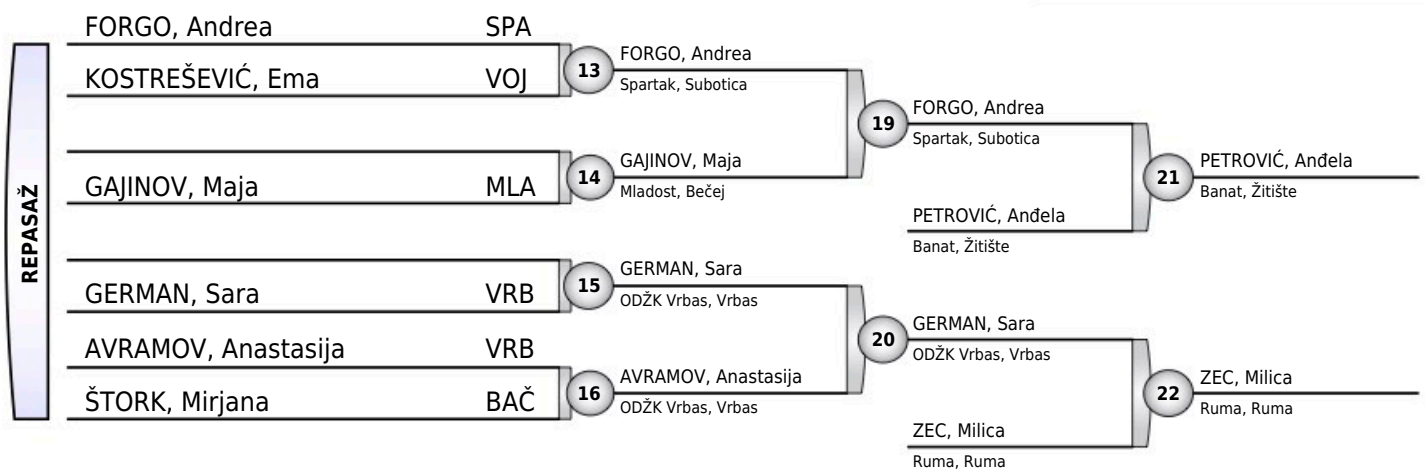 REPASAŽ
FORGO, Andrea SPA
KOSTREŠEVIĆ, Ema VOJ
GAJINOV, Maja MLA
GERMAN, Sara VRB
AVRAMOV, Anastasija VRB
ŠTORK, Mirjana BAČ
13
FORGO, Andrea
Spartak, Subotica
14
GAJINOV, Maja
Mladost, Bečej
15
GERMAN, Sara
ODŽK Vrbas, Vrbas
16
AVRAMOV, Anastasija
ODŽK Vrbas, Vrbas
19
FORGO, Andrea
Spartak, Subotica
PETROVIĆ, Anđela
Banat, Žitište
20
GERMAN, Sara
ODŽK Vrbas, Vrbas
ZEC, Milica
Ruma, Ruma
21
PETROVIĆ, Anđela
Banat, Žitište
22
ZEC, Milica
Ruma, Ruma